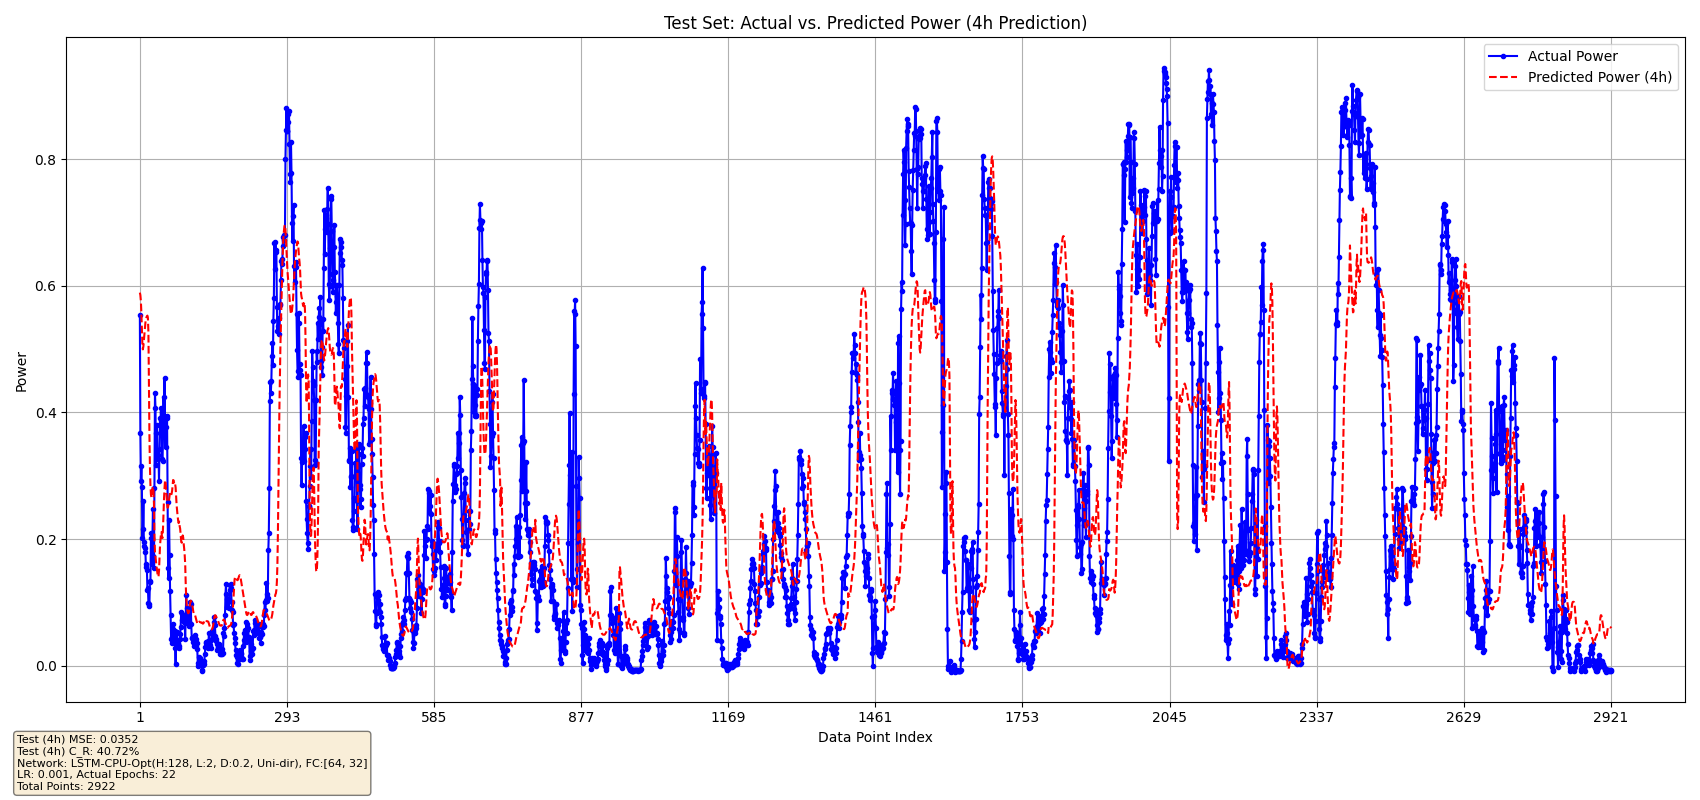 Test Set: Actual vs. Predicted Power (4h Prediction)
Actual Power
Predicted Power (4h)
Power
0.8
0.6
0.4
0.2
0.0
1 293 585 877 1169 1461 1753 2045 2337 2629 2921
Data Point Index
Test (4h) MSE: 0.0352
Test (4h) C_R: 40.72%
Network: LSTM-CPU-Opt(H:128, L:2, D:0.2, Uni-dir), FC:[64, 32]
LR: 0.001, Actual Epochs: 22
Total Points: 2922